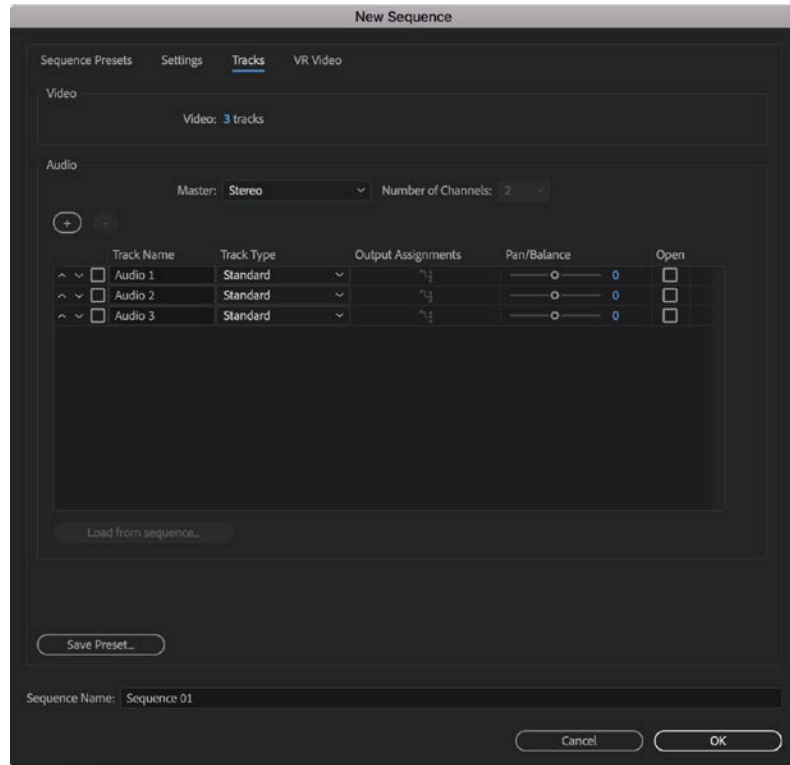 New Sequence
Sequence Presets Settings Tracks VR Video
Video
Video: 3 tracks
Audio
Master: Stereo Number of Channels: 2
+ -
Track Name Track Type Output Assignments Pan/Balance Open
Audio 1 Standard 0
Audio 2 Standard 0
Audio 3 Standard 0
Load from sequence...
Save Preset...
Sequence Name: Sequence 01
Cancel OK